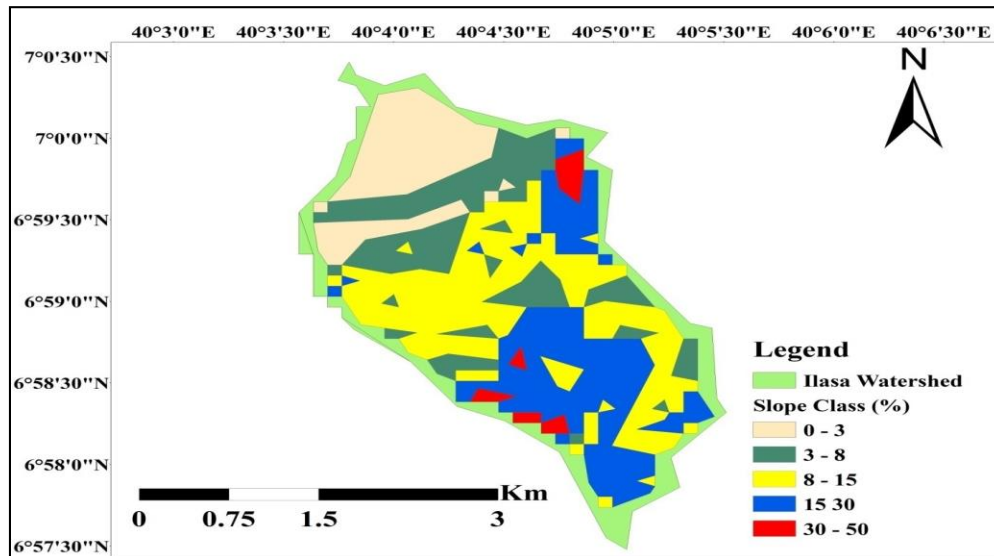 40°3'0"E 40°3'30"E 40°4'0"E 40°4'30"E 40°5'0"E 40°5'30"E 40°6'0"E 40°6'30"E
7°0'30"N
N
7°0'0"N
6°59'30"N
6°59'0"N
6°58'30"N
6°58'0"N
6°57'30"N
Legend
Ilasa Watershed
Slope Class (%)
0 - 3
3 - 8
8 - 15
15 30
30 - 50
Km
0 0.75 1.5 3